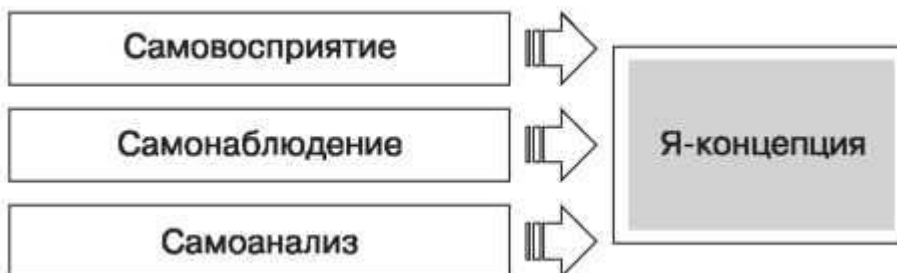 Самовосприятие
Самонаблюдение
Я-концепция
Самоанализ